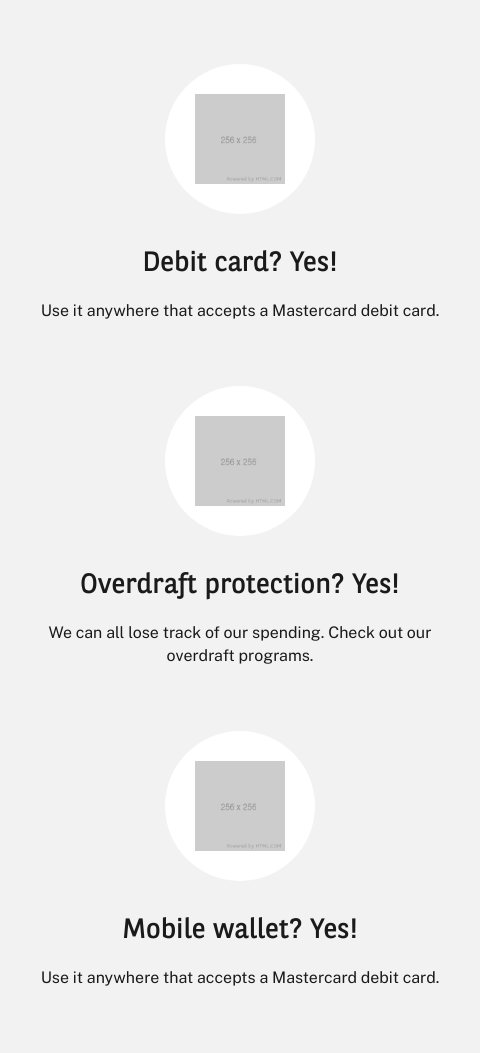 256 x 256
Powered by HTML.COM
Debit card? Yes!
Use it anywhere that accepts a Mastercard debit card.
256 x 256
Powered by HTML.COM
Overdraft protection? Yes!
We can all lose track of our spending. Check out our
overdraft programs.
256 x 256
Powered by HTML.COM
Mobile wallet? Yes!
Use it anywhere that accepts a Mastercard debit card.